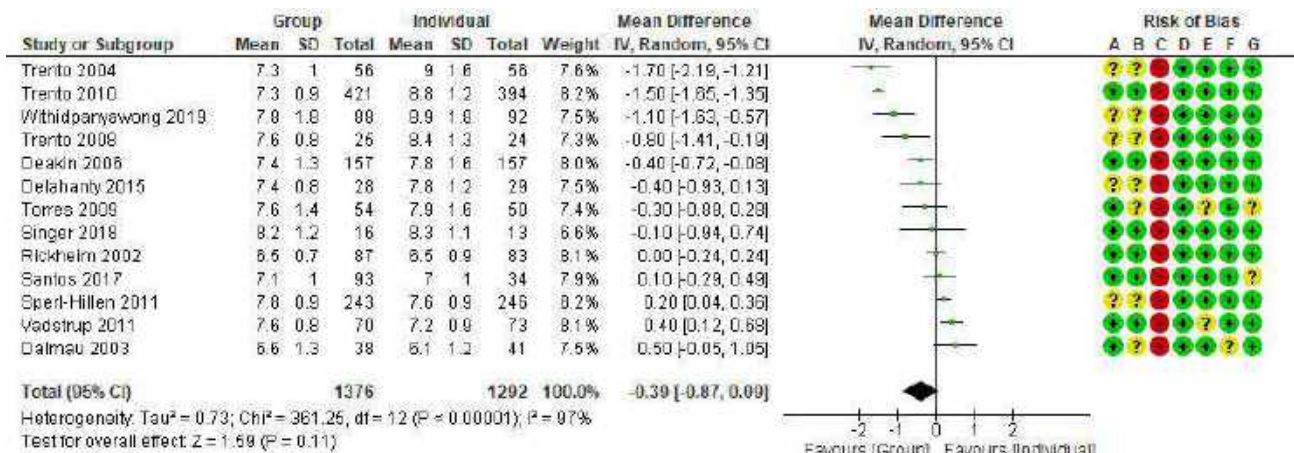 Group Individual Mean Difference Mean Difference Risk of Bias
Study or Subgroup Mean SD Total Mean SD Total Weight IV, Random, 95% CI IV, Random, 95% CI A B C D E F G
Trento 2004 7.3 1 56 9 1.6 56 7.6% -1.70 [-2.19, -1.21] ? ? - + + + +
Trento 2010 7.3 0.9 421 8.8 1.2 394 8.2% -1.50 [-1.65, -1.35] + + - + + + +
Withidpanyawong 2019 7.8 1.8 88 8.9 1.8 92 7.5% -1.10 [-1.63, -0.57] ? ? - + + + +
Trento 2008 7.6 0.8 25 8.4 1.3 24 7.3% -0.80 [-1.41, -0.19] ? ? - + + + +
Deakin 2006 7.4 1.3 157 7.8 1.6 157 8.0% -0.40 [-0.72, -0.08] + + - + + + +
Delahanty 2015 7.4 0.8 28 7.8 1.2 29 7.5% -0.40 [-0.93, 0.13] ? ? - + + + +
Torres 2009 7.6 1.4 54 7.9 1.6 50 7.4% -0.30 [-0.88, 0.28] + ? - + ? + ?
Singer 2018 8.2 1.2 16 8.3 1.1 13 6.6% -0.10 [-0.94, 0.74] + + - + + + +
Rickheim 2002 6.5 0.7 87 6.5 0.9 83 8.1% 0.00 [-0.24, 0.24] + + - + + + +
Santos 2017 7.1 1 93 7 1 34 7.9% 0.10 [-0.29, 0.49] + + - + + + ?
Sperl-Hillen 2011 7.8 0.9 243 7.6 0.9 246 8.2% 0.20 [0.04, 0.36] ? ? - + + + +
Vadstrup 2011 7.6 0.8 70 7.2 0.9 73 8.1% 0.40 [0.12, 0.68] + + - + ? + +
Dalmau 2003 6.6 1.3 38 6.1 1.2 41 7.5% 0.50 [-0.05, 1.05] + ? - + + ? +
Total (95% CI) 1376 1292 100.0% -0.39 [-0.87, 0.09]
Heterogeneity: Tau² = 0.73; Chi² = 361.25, df = 12 (P < 0.00001); I² = 97%
Test for overall effect: Z = 1.59 (P = 0.11)
-2 -1 0 1 2
Favours [Group] Favours [Individual]